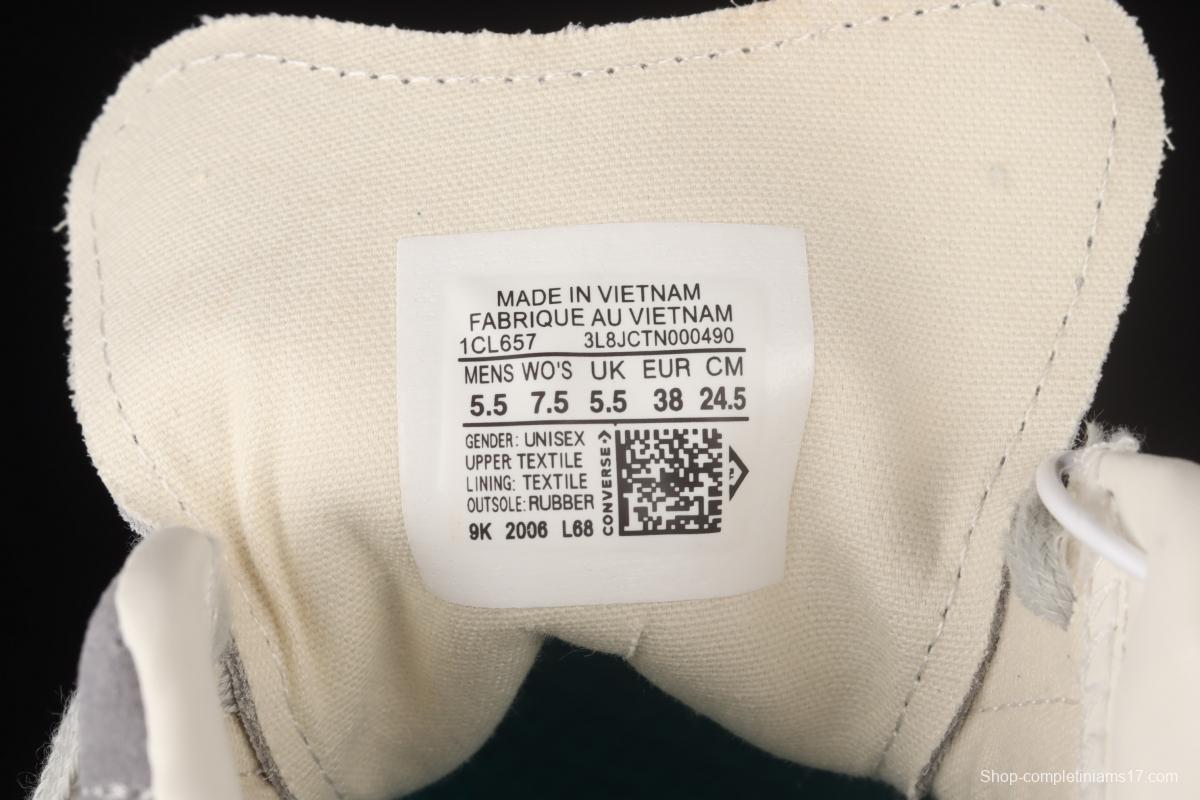 MADE IN VIETNAM
FABRIQUE AU VIETNAM
1CL657 3L8JCTN000490
MENS WO'S UK EUR CM
5.5 7.5 5.5 38 24.5
GENDER: UNISEX
UPPER: TEXTILE
LINING: TEXTILE
OUTSOLE: RUBBER
9K 2006 L68
CONVERSE
Shop-completiniams17.com